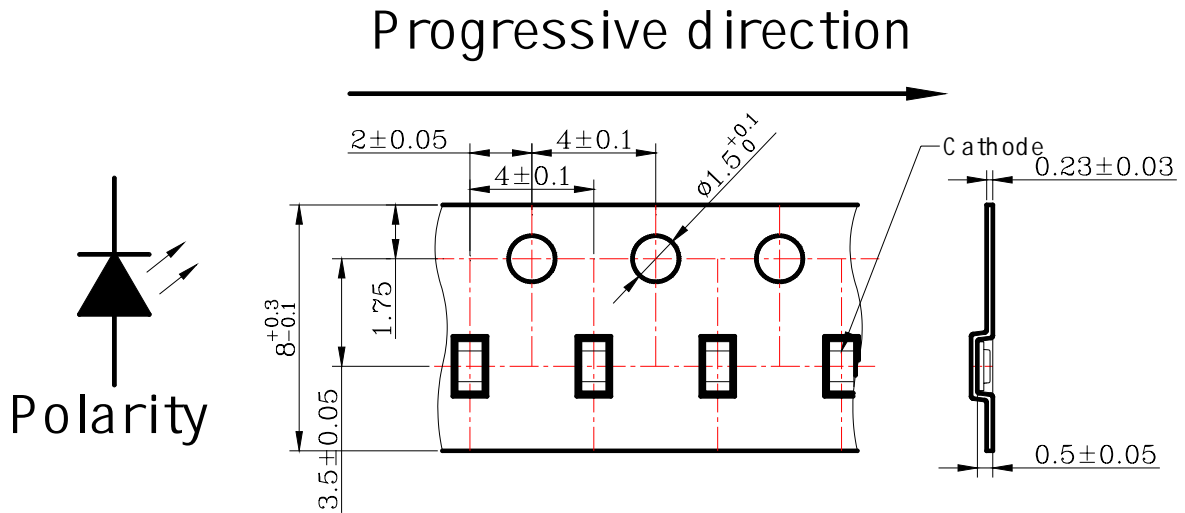 Progressive direction
2±0.05
4±0.1
4±0.1
ø1.5 +0.1 0
Cathode
0.23±0.03
8 +0.3 -0.1
1.75
3.5±0.05
Polarity
0.5±0.05